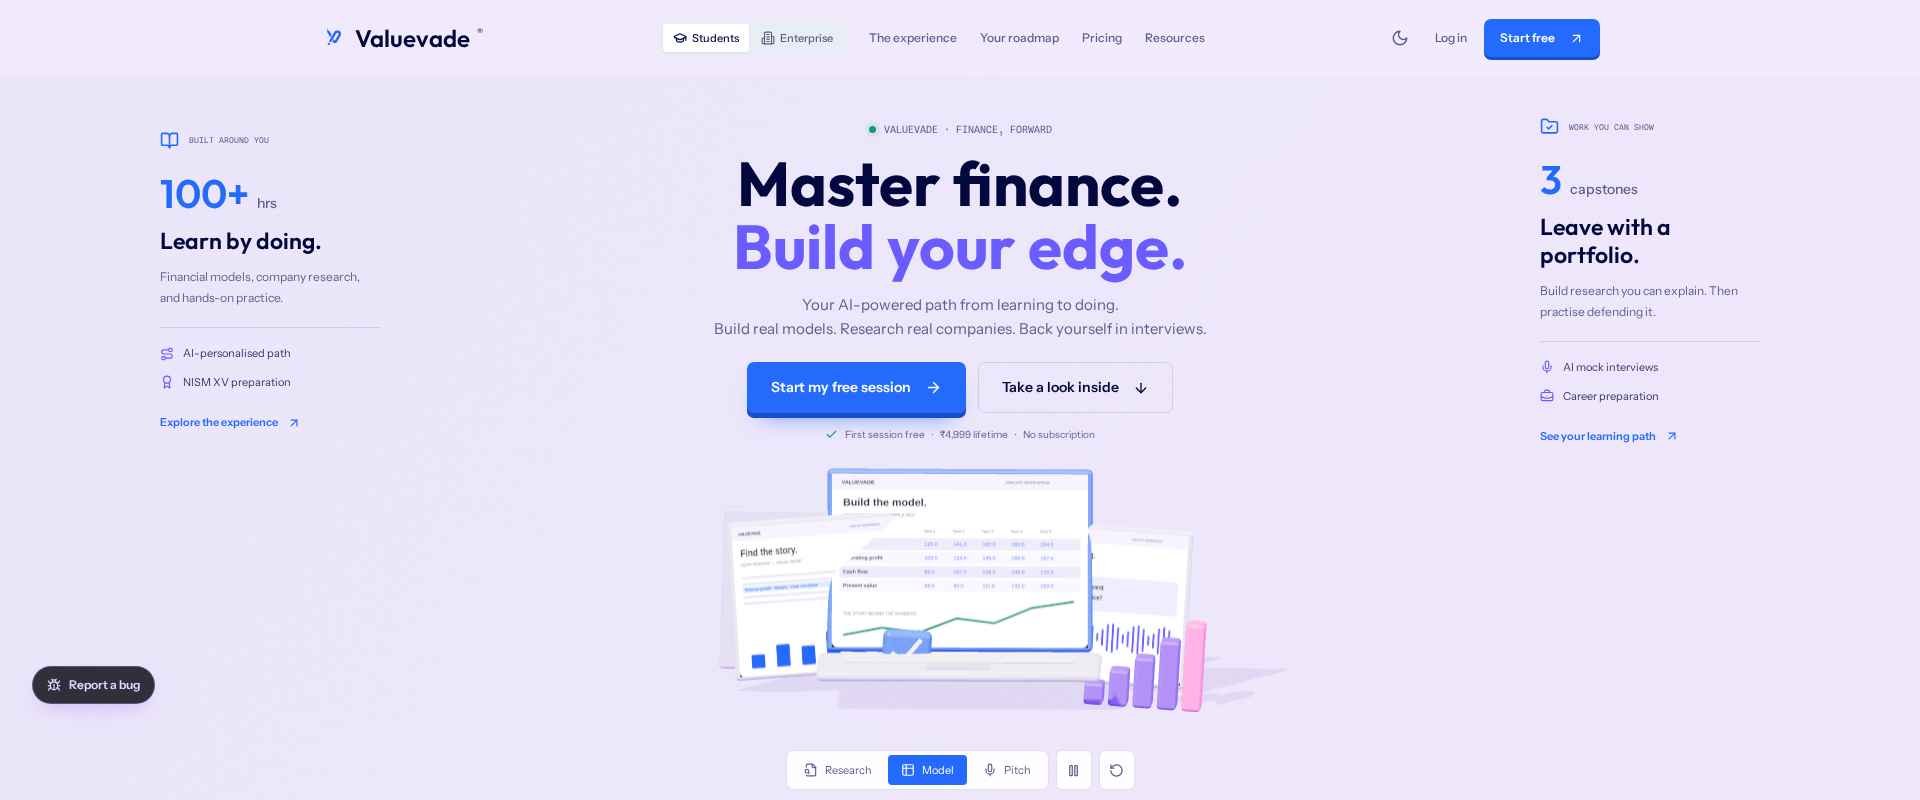 Valuevade ®
Students
Enterprise
The experience
Your roadmap
Pricing
Resources
Log in
Start free
BUILT AROUND YOU
100+ hrs
Learn by doing.
Financial models, company research,
and hands-on practice.
AI-personalised path
NISM XV preparation
Explore the experience
VALUEVADE · FINANCE, FORWARD
Master finance.
Build your edge.
Your AI-powered path from learning to doing.
Build real models. Research real companies. Back yourself in interviews.
Start my free session
Take a look inside
First session free · ₹4,999 lifetime · No subscription
WORK YOU CAN SHOW
3 capstones
Leave with a
portfolio.
Build research you can explain. Then
practise defending it.
AI mock interviews
Career preparation
See your learning path
VALUEVADE
Build the model.
Cash flow
Present value
THE STORY BEHIND THE NUMBERS
VALUEVADE
Find the story.
Report a bug
Research
Model
Pitch